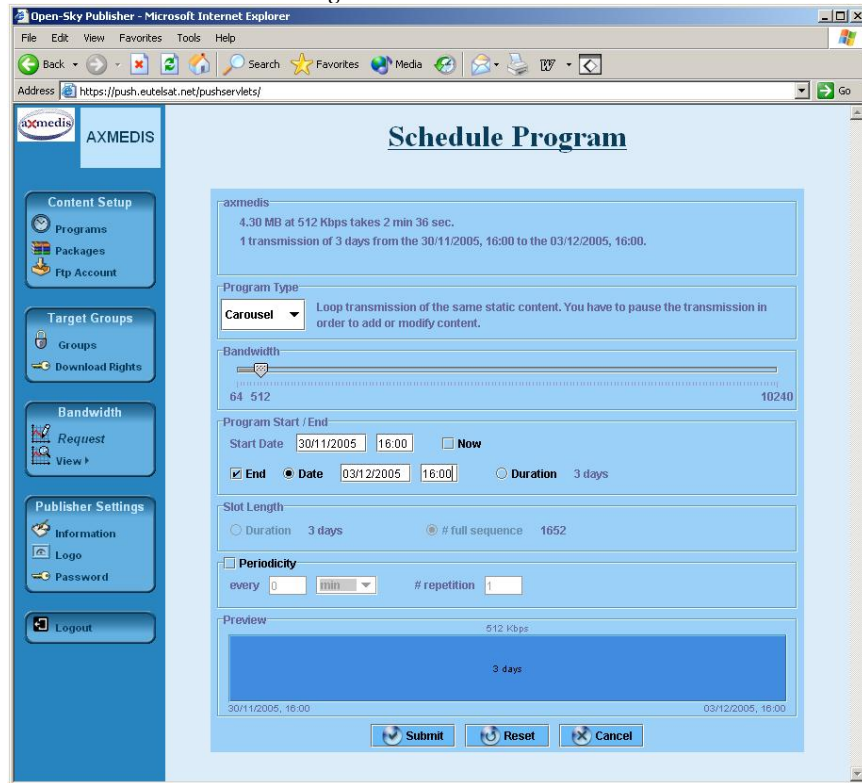 Open-Sky Publisher - Microsoft Internet Explorer
File Edit View Favorites Tools Help
Back Search Favorites Media
Address https://push.eutelsat.net/pushservlets/ Go
axmedis
AXMEDIS
Schedule Program
Content Setup
Programs
Packages
Ftp Account
Target Groups
Groups
Download Rights
Bandwidth
Request
View
Publisher Settings
Information
Logo
Password
Logout
axmedis
4.30 MB at 512 Kbps takes 2 min 36 sec.
1 transmission of 3 days from the 30/11/2005, 16:00 to the 03/12/2005, 16:00.
Program Type
Carousel
Loop transmission of the same static content. You have to pause the transmission in
order to add or modify content.
Bandwidth
64 512 10240
Program Start / End
Start Date 30/11/2005 16:00 Now
End Date 03/12/2005 16:00 Duration 3 days
Slot Length
Duration 3 days # full sequence 1652
Periodicity
every 0 min # repetition 1
Preview
512 Kbps
3 days
30/11/2005, 16:00 03/12/2005, 16:00
Submit Reset Cancel